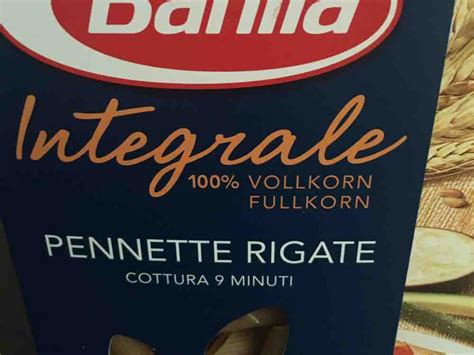 Barilla
Integrale
100% VOLLKORN
FULLKORN
PENNETTE RIGATE
COTTURA 9 MINUTI